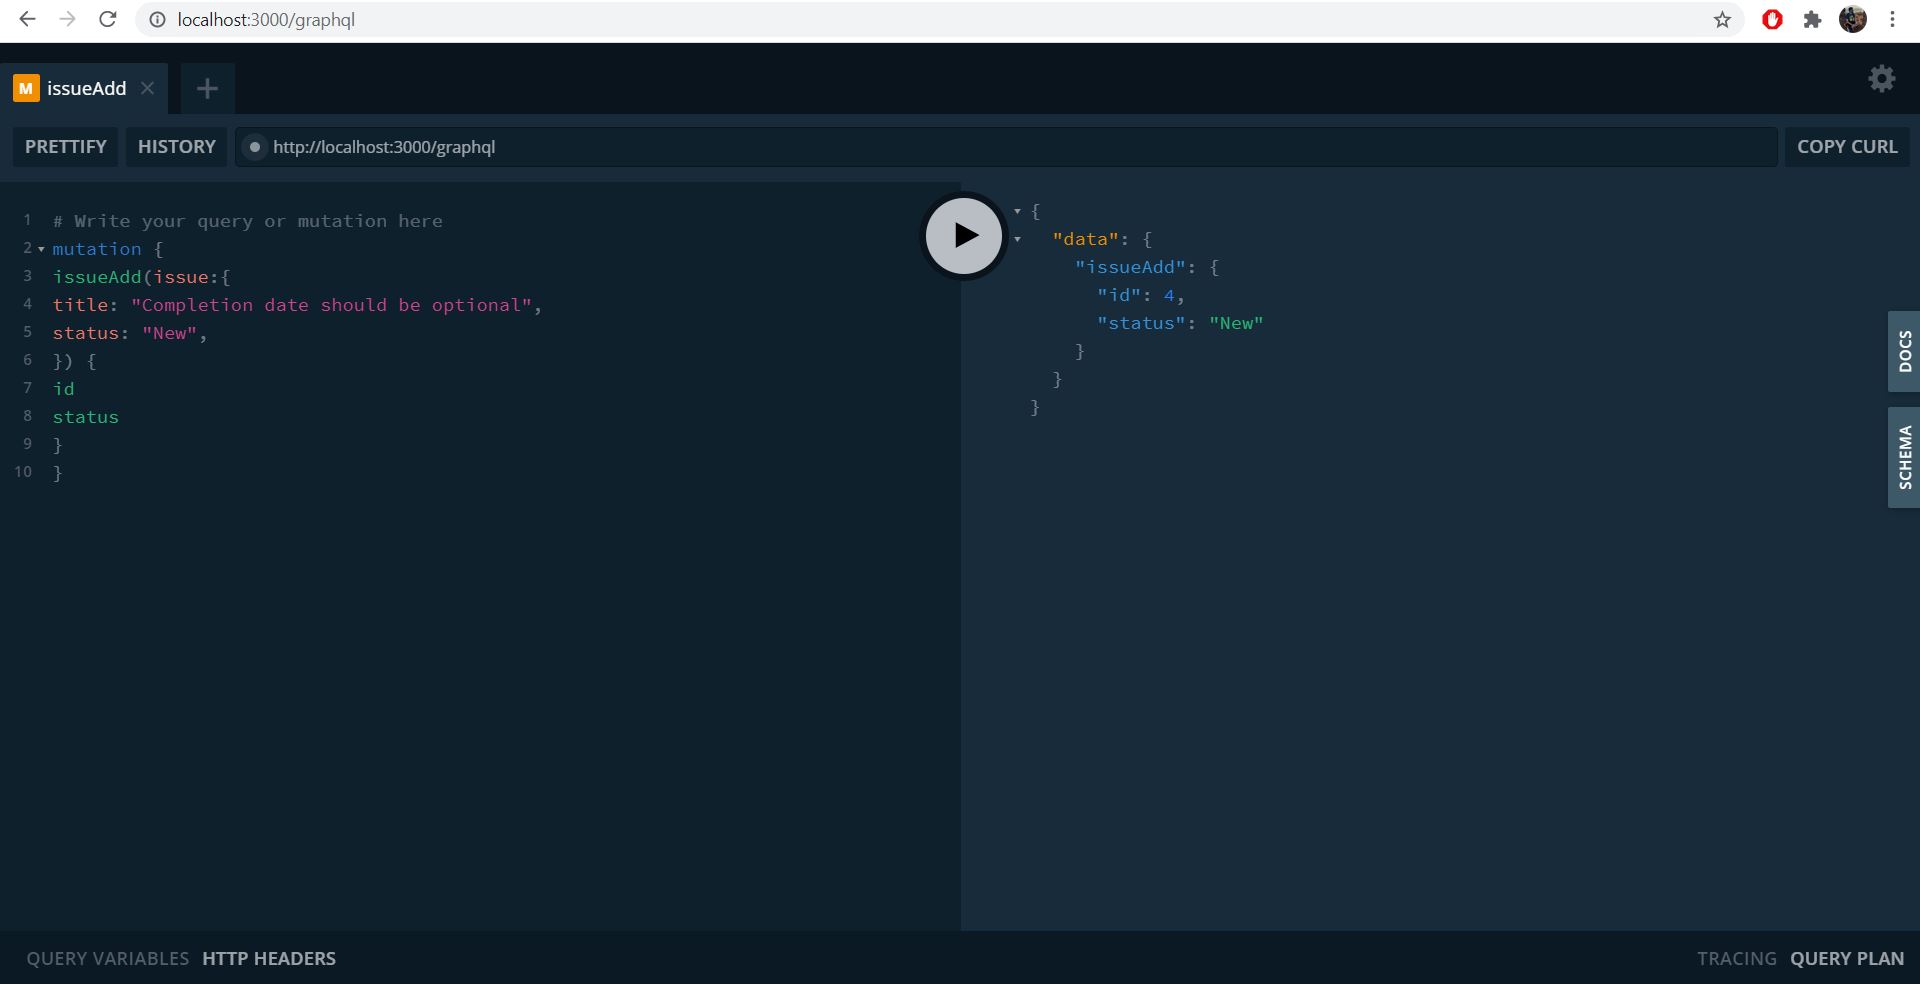 localhost:3000/graphql
M issueAdd
PRETTIFY HISTORY http://localhost:3000/graphql COPY CURL
1 # Write your query or mutation here
2 mutation {
3 issueAdd(issue:{
4 title: "Completion date should be optional",
5 status: "New",
6 }) {
7 id
8 status
9 }
10 }
{
"data": {
"issueAdd": {
"id": 4,
"status": "New"
}
}
}
DOCS
SCHEMA
QUERY VARIABLES HTTP HEADERS
TRACING QUERY PLAN